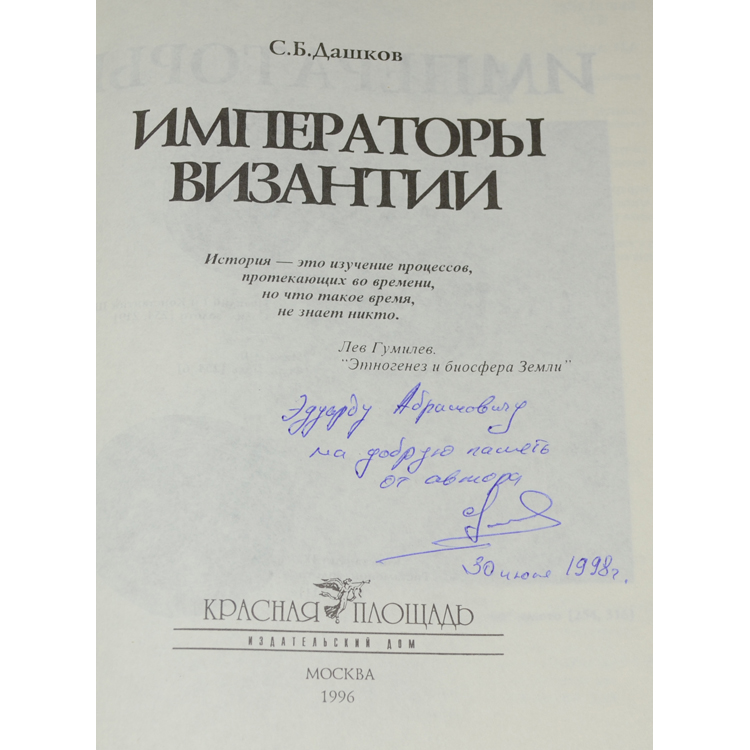 С.Б.Дашков
ИМПЕРАТОРЫ
ВИЗАНТИИ
История — это изучение процессов,
протекающих во времени,
но что такое время,
не знает никто.
Лев Гумилев.
"Этногенез и биосфера Земли"
Эдуарду Абрамовичу
на добрую память
от автора
30 1998г.
КРАСНАЯ ПЛОЩАДЬ
ИЗДАТЕЛЬСКИЙ ДОМ
МОСКВА
1996